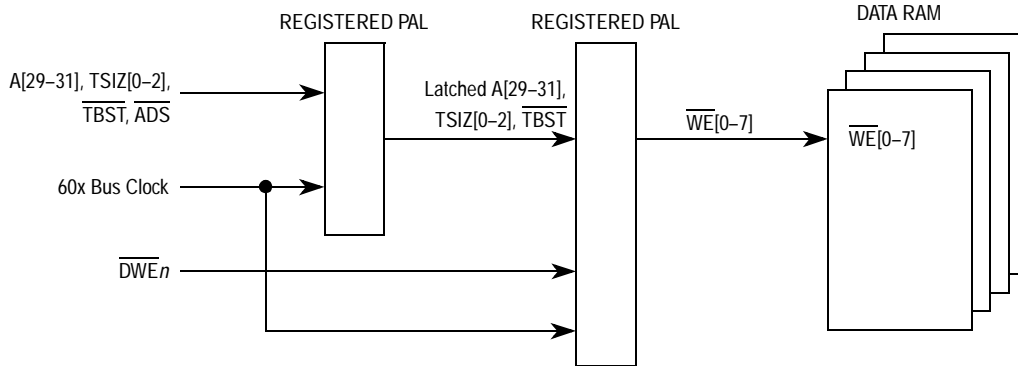 REGISTERED PAL
REGISTERED PAL
DATA RAM
A[29–31], TSIZ[0–2],
TBST, ADS
Latched A[29–31],
TSIZ[0–2], TBST
WE[0–7]
WE[0–7]
60x Bus Clock
DWEn